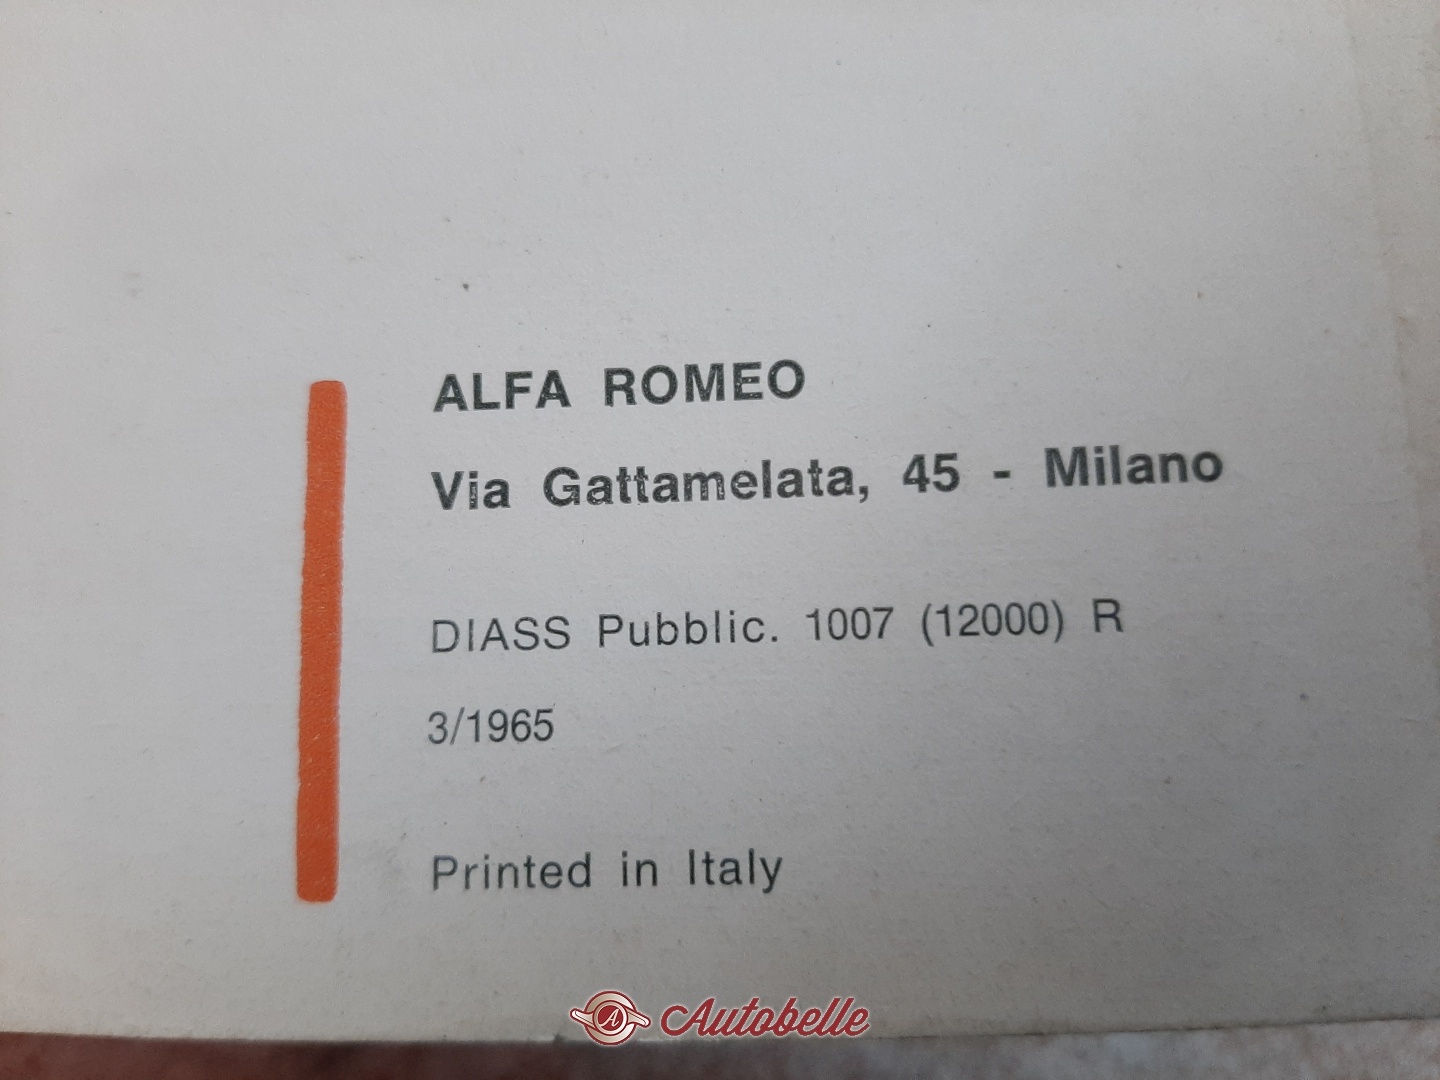 ALFA ROMEO
Via Gattamelata, 45 - Milano
DIASS Pubblic. 1007 (12000) R
3/1965
Printed in Italy
A Autobelle